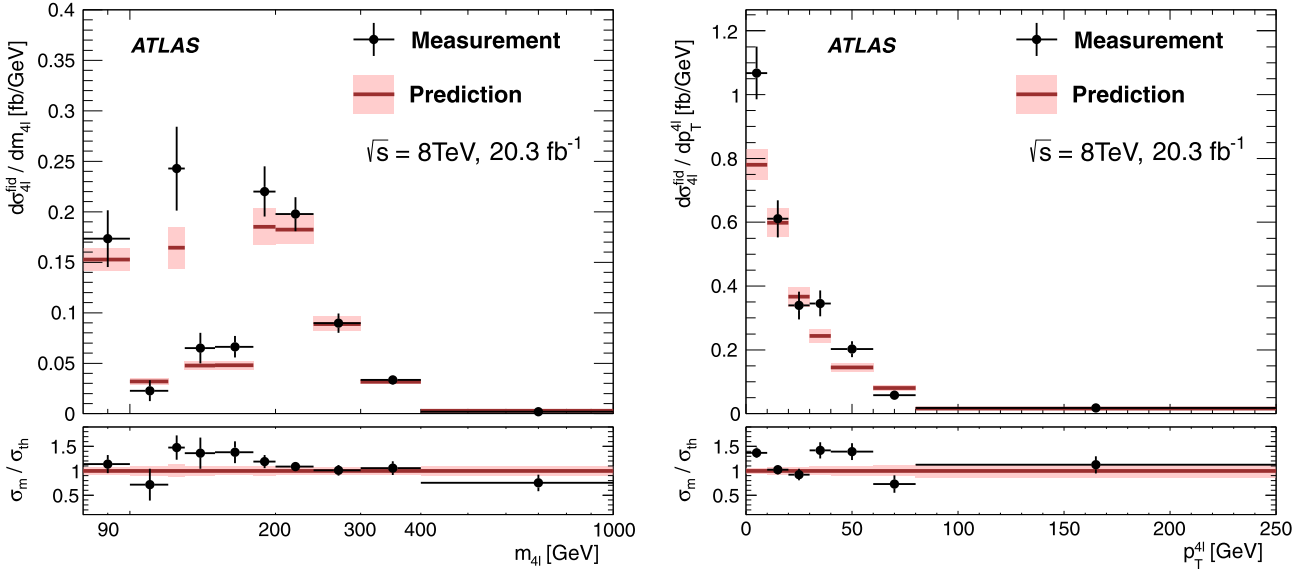 ATLAS
Measurement
Prediction
√s = 8TeV, 20.3 fb⁻¹
dσ₄ₗᶠⁱᵈ / dm₄ₗ [fb/GeV]
0.4
0.35
0.3
0.25
0.2
0.15
0.1
0.05
0
σₘ / σₜₕ
1.5
1
0.5
90
200
300
400
1000
m₄ₗ [GeV]
ATLAS
Measurement
Prediction
√s = 8TeV, 20.3 fb⁻¹
dσ₄ₗᶠⁱᵈ / dp_T^4l [fb/GeV]
1.2
1
0.8
0.6
0.4
0.2
0
σₘ / σₜₕ
1.5
1
0.5
0
50
100
150
200
250
p_T^4l [GeV]